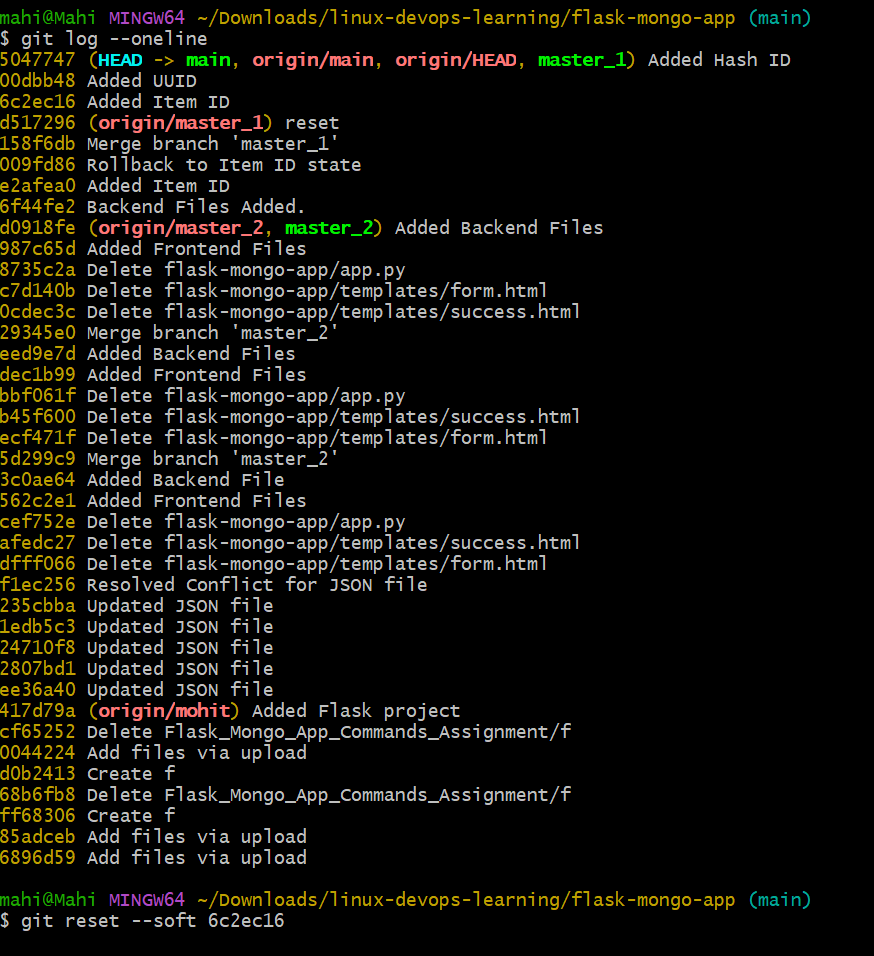 mahi@Mahi MINGW64 ~/Downloads/linux-devops-learning/flask-mongo-app (main)
$ git log --oneline
5047747 (HEAD -> main, origin/main, origin/HEAD, master_1) Added Hash ID
00dbb48 Added UUID
6c2ec16 Added Item ID
d517296 (origin/master_1) reset
158f6db Merge branch 'master_1'
009fd86 Rollback to Item ID state
e2afea0 Added Item ID
6f44fe2 Backend Files Added.
d0918fe (origin/master_2, master_2) Added Backend Files
987c65d Added Frontend Files
8735c2a Delete flask-mongo-app/app.py
c7d140b Delete flask-mongo-app/templates/form.html
0cdec3c Delete flask-mongo-app/templates/success.html
29345e0 Merge branch 'master_2'
eed9e7d Added Backend Files
dec1b99 Added Frontend Files
bbf061f Delete flask-mongo-app/app.py
b45f600 Delete flask-mongo-app/templates/success.html
ecf471f Delete flask-mongo-app/templates/form.html
5d299c9 Merge branch 'master_2'
3c0ae64 Added Backend File
562c2e1 Added Frontend Files
cef752e Delete flask-mongo-app/app.py
afedc27 Delete flask-mongo-app/templates/success.html
dfff066 Delete flask-mongo-app/templates/form.html
f1ec256 Resolved Conflict for JSON file
235cbba Updated JSON file
1edb5c3 Updated JSON file
24710f8 Updated JSON file
2807bd1 Updated JSON file
ee36a40 Updated JSON file
417d79a (origin/mohit) Added Flask project
cf65252 Delete Flask_Mongo_App_Commands_Assignment/f
0044224 Add files via upload
d0b2413 Create f
68b6fb8 Delete Flask_Mongo_App_Commands_Assignment/f
ff68306 Create f
85adceb Add files via upload
6896d59 Add files via upload
mahi@Mahi MINGW64 ~/Downloads/linux-devops-learning/flask-mongo-app (main)
$ git reset --soft 6c2ec16